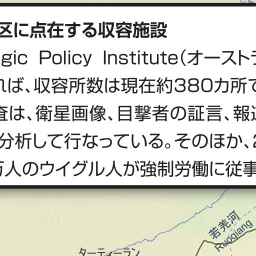 区に点在する収容施設
gic Policy Institute(オースト
れば、収容所数は現在約380カ所で
査は、衛星画像、目撃者の証言、報
分析して行なっている。そのほか、
万人のウイグル人が強制労働に従事
若羌河
Ruoqiang
ターティーラン